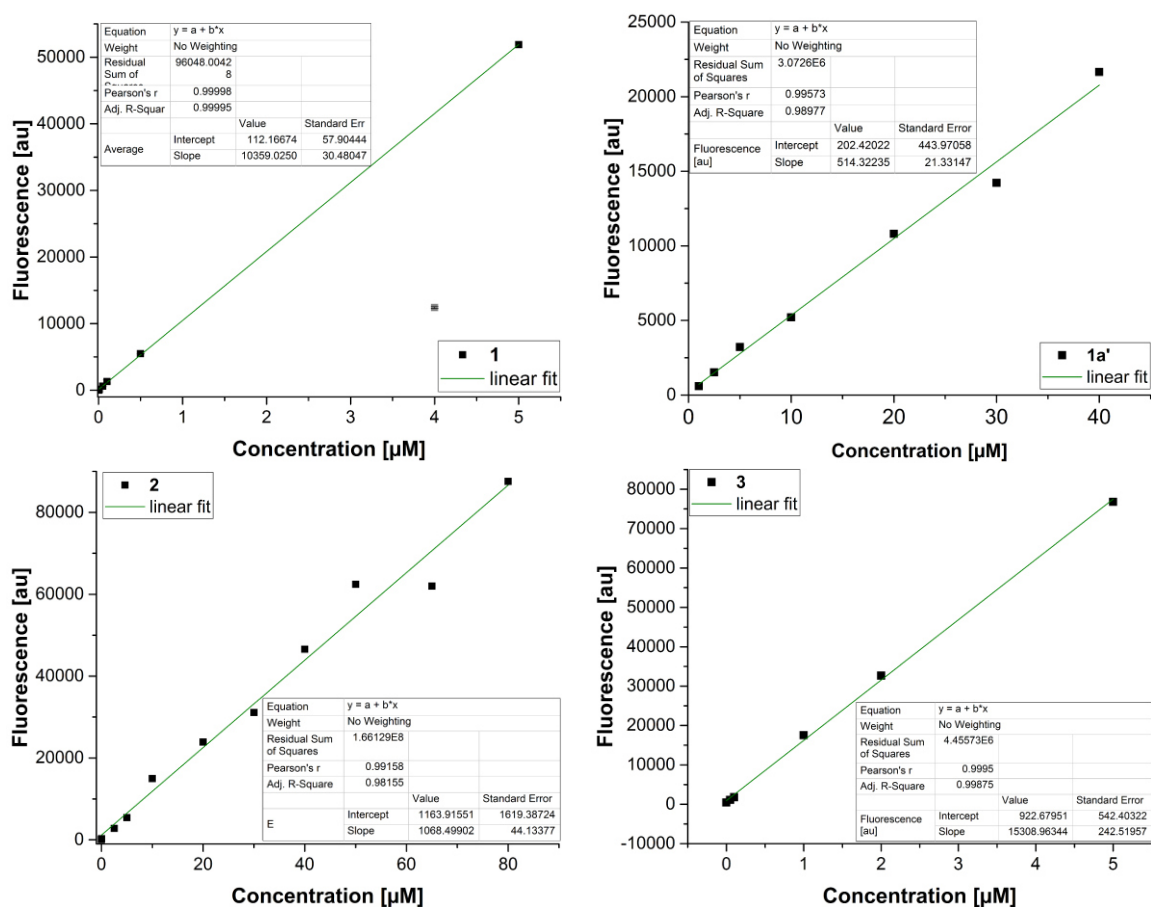 Equation y = a + b*x
Weight No Weighting
Residual Sum of 96048.0042
8
Pearson's r 0.99998
Adj. R-Squar 0.99995
Value Standard Err
Average Intercept 112.16674 57.90444
Slope 10359.0250 30.48047
50000
40000
30000
20000
10000
0
Fluorescence [au]
1
linear fit
0 1 2 3 4 5
Concentration [µM]
Equation y = a + b*x
Weight No Weighting
Residual Sum of Squares 3.0726E6
Pearson's r 0.99573
Adj. R-Square 0.98977
Value Standard Error
Fluorescence [au] Intercept 202.42022 443.97058
Slope 514.32235 21.33147
25000
20000
15000
10000
5000
0
Fluorescence [au]
1a'
linear fit
0 10 20 30 40
Concentration [µM]
2
linear fit
80000
60000
40000
20000
0
Fluorescence [au]
Equation y = a + b*x
Weight No Weighting
Residual Sum of Squares 1.66129E8
Pearson's r 0.99158
Adj. R-Square 0.98155
Value Standard Error
E Intercept 1163.91551 1619.38724
Slope 1068.49902 44.13377
0 20 40 60 80
Concentration [µM]
3
linear fit
80000
70000
60000
50000
40000
30000
20000
10000
0
-10000
Fluorescence [au]
Equation y = a + b*x
Weight No Weighting
Residual Sum of Squares 4.45573E6
Pearson's r 0.9995
Adj. R-Square 0.99875
Value Standard Error
Fluorescence [au] Intercept 922.67951 542.40322
Slope 15308.96344 242.51957
0 1 2 3 4 5
Concentration [µM]